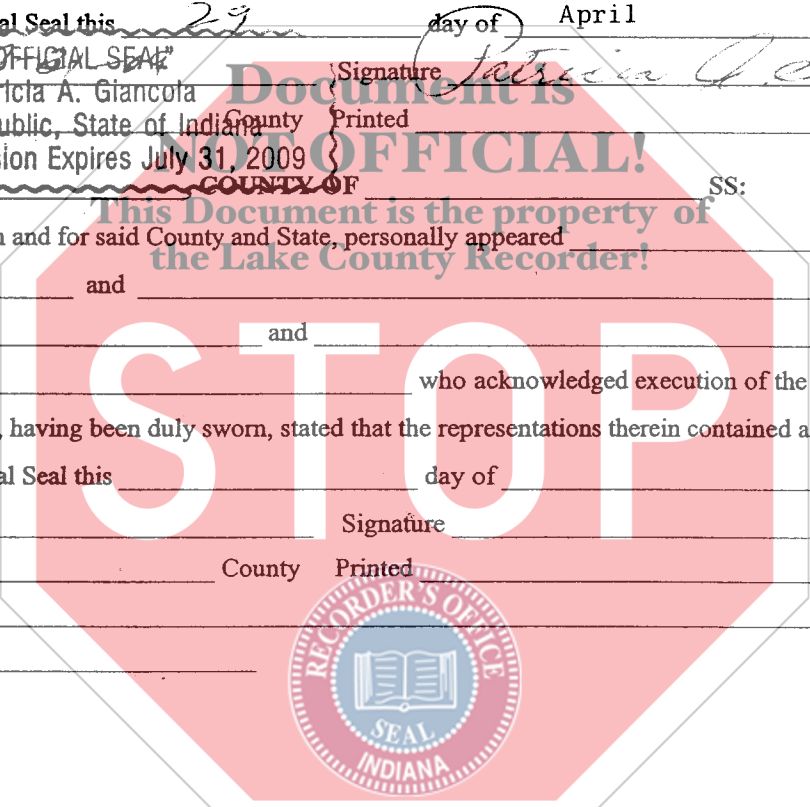 al Seal this 29 day of April
OFFICIAL SEAL"
Signature Patricia A.
ricia A. Giancola
Document is
ublic, State of Indiana County Printed
NOT OFFICIAL!
sion Expires July 31, 2009
COUNTY OF SS:
This Document is the property of
n and for said County and State, personally appeared
the Lake County Recorder!
and
and
who acknowledged execution of the
, having been duly sworn, stated that the representations therein contained a
al Seal this day of
Signature
County Printed
STOP
RECORDER'S OFFICE
SEAL
INDIANA